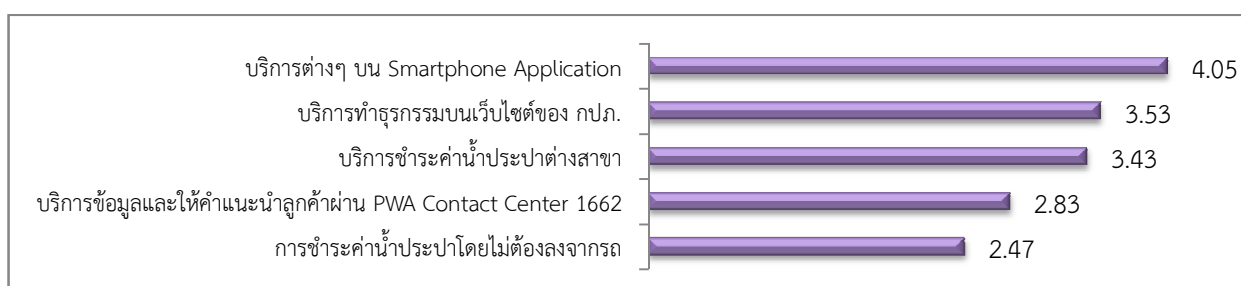 บริการต่างๆ บน Smartphone Application 4.05
บริการทำธุรกรรมบนเว็บไซต์ของ กปภ. 3.53
บริการชำระค่าน้ำประปาต่างสาขา 3.43
บริการข้อมูลและให้คำแนะนำลูกค้าผ่าน PWA Contact Center 1662 2.83
การชำระค่าน้ำประปาโดยไม่ต้องลงจากรถ 2.47